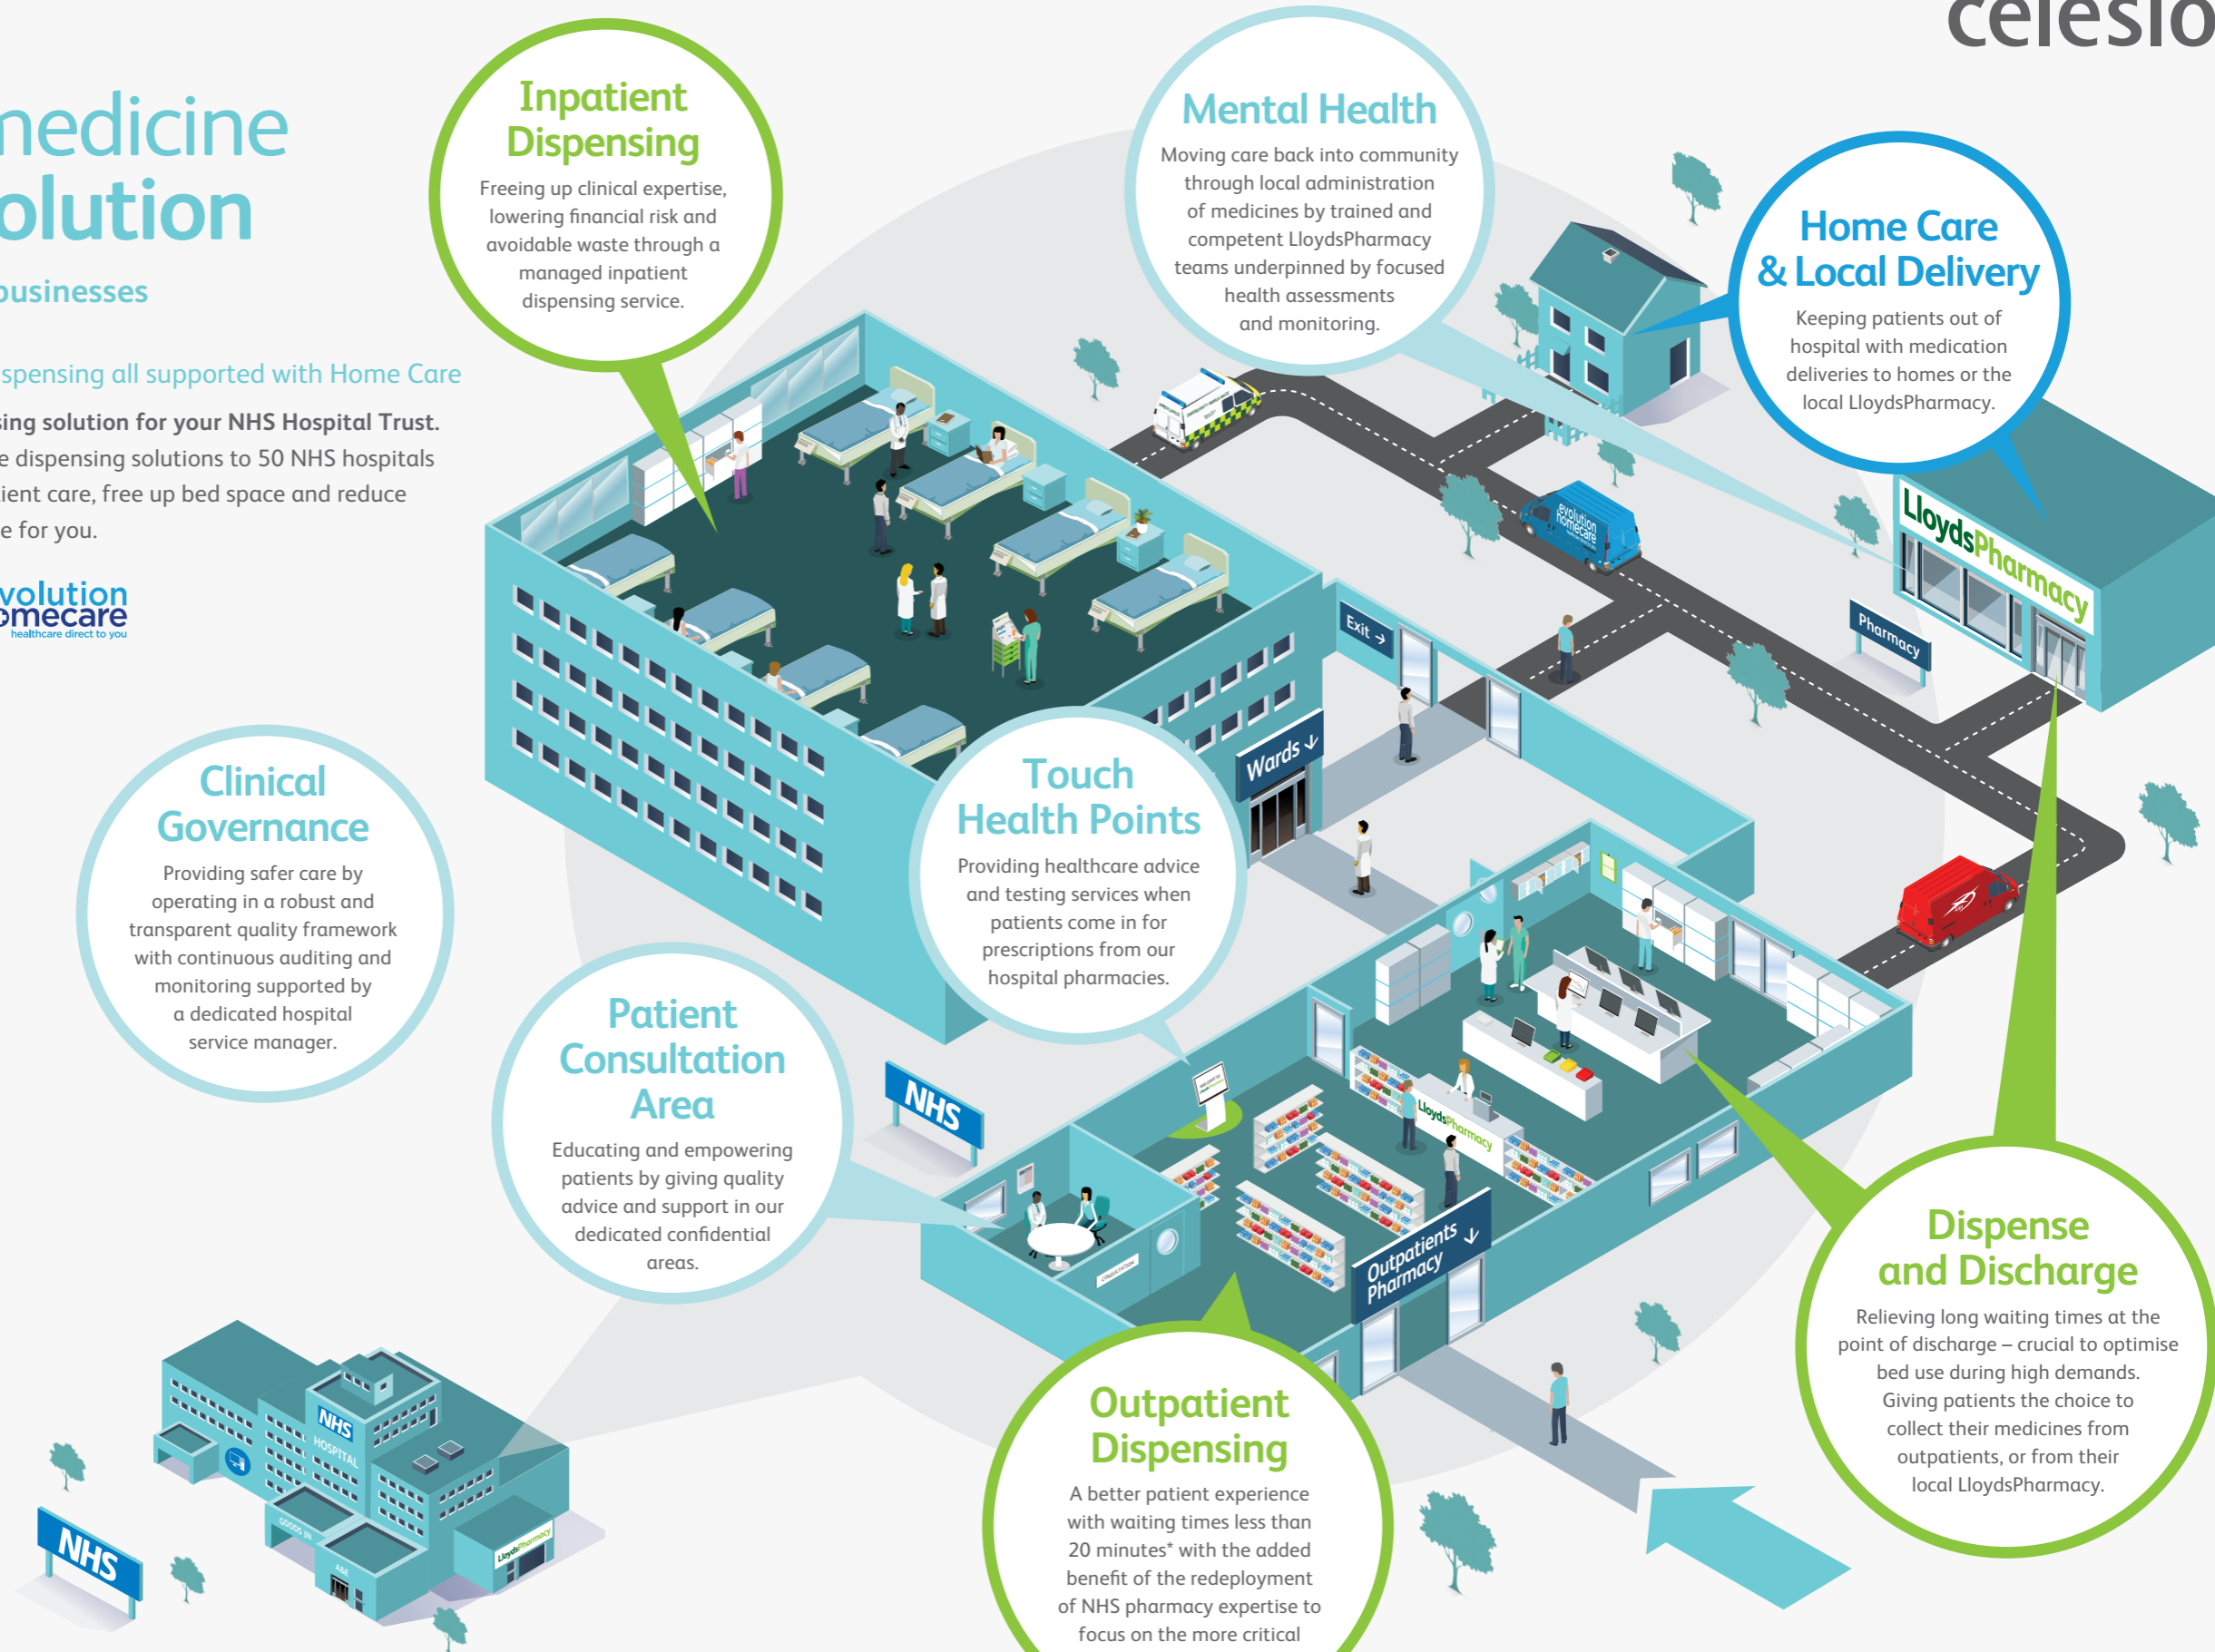 celesio
medicine
olution
businesses
spensing all supported with Home Care
sing solution for your NHS Hospital Trust.
e dispensing solutions to 50 NHS hospitals
ient care, free up bed space and reduce
e for you.
volution
omecare
healthcare direct to you
Inpatient
Dispensing
Freeing up clinical expertise,
lowering financial risk and
avoidable waste through a
managed inpatient
dispensing service.
Mental Health
Moving care back into community
through local administration
of medicines by trained and
competent LloydsPharmacy
teams underpinned by focused
health assessments
and monitoring.
Home Care
& Local Delivery
Keeping patients out of
hospital with medication
deliveries to homes or the
local LloydsPharmacy.
evolution
homecare
LloydsPharmacy
Pharmacy
Exit →
Wards ↓
Clinical
Governance
Providing safer care by
operating in a robust and
transparent quality framework
with continuous auditing and
monitoring supported by
a dedicated hospital
service manager.
Touch
Health Points
Providing healthcare advice
and testing services when
patients come in for
prescriptions from our
hospital pharmacies.
Patient
Consultation
Area
Educating and empowering
patients by giving quality
advice and support in our
dedicated confidential
areas.
NHS
LloydsPharmacy
CONSULTATION
Outpatients ↓
Pharmacy
Dispense
and Discharge
Relieving long waiting times at the
point of discharge – crucial to optimise
bed use during high demands.
Giving patients the choice to
collect their medicines from
outpatients, or from their
local LloydsPharmacy.
Outpatient
Dispensing
A better patient experience
with waiting times less than
20 minutes* with the added
benefit of the redeployment
of NHS pharmacy expertise to
focus on the more critical
NHS
HOSPITAL
GOODS IN
A&E
LloydsPharmacy
NHS